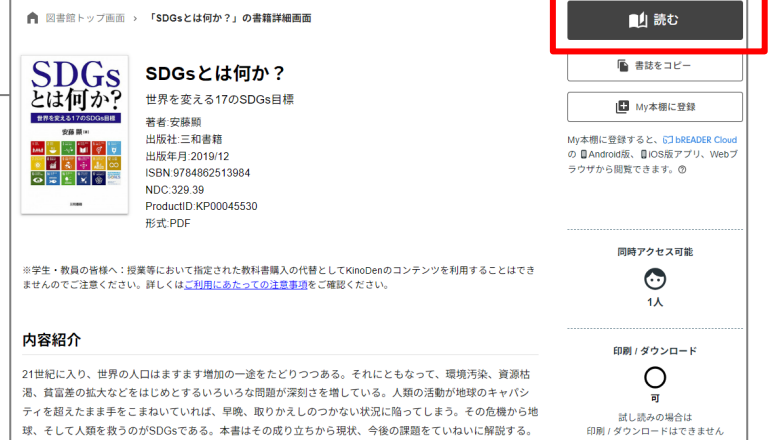 図書館トップ画面 › 「SDGsとは何か？」の書籍詳細画面
読む
書誌をコピー
My本棚に登録
My本棚に登録すると、bREADER Cloud
の Android版、iOS版アプリ、Webブ
ラウザから閲覧できます。
SDGs
とは何か?
世界を変える17のSDGs目標
安藤 顯
三和書籍
SDGsとは何か？
世界を変える17のSDGs目標
著者:安藤顯
出版社:三和書籍
出版年月:2019/12
ISBN:9784862513984
NDC:329.39
ProductID:KP00045530
形式:PDF
※学生・教員の皆様へ：授業等において指定された教科書購入の代替としてKinoDenのコンテンツを利用することはでき
ませんのでご注意ください。詳しくはご利用にあたっての注意事項をご確認ください。
同時アクセス可能
1人
印刷 / ダウンロード
可
試し読みの場合は
印刷 / ダウンロードはできません
内容紹介
21世紀に入り、世界の人口はますます増加の一途をたどりつつある。それにともなって、環境汚染、資源枯
渇、貧富差の拡大などをはじめとするいろいろな問題が深刻さを増している。人類の活動が地球のキャパシ
ティを超えたまま手をこまねいていれば、早晩、取りかえしのつかない状況に陥ってしまう。その危機から地
球、そして人類を救うのがSDGsである。本書はその成り立ちから現状、今後の課題をていねいに解説する。